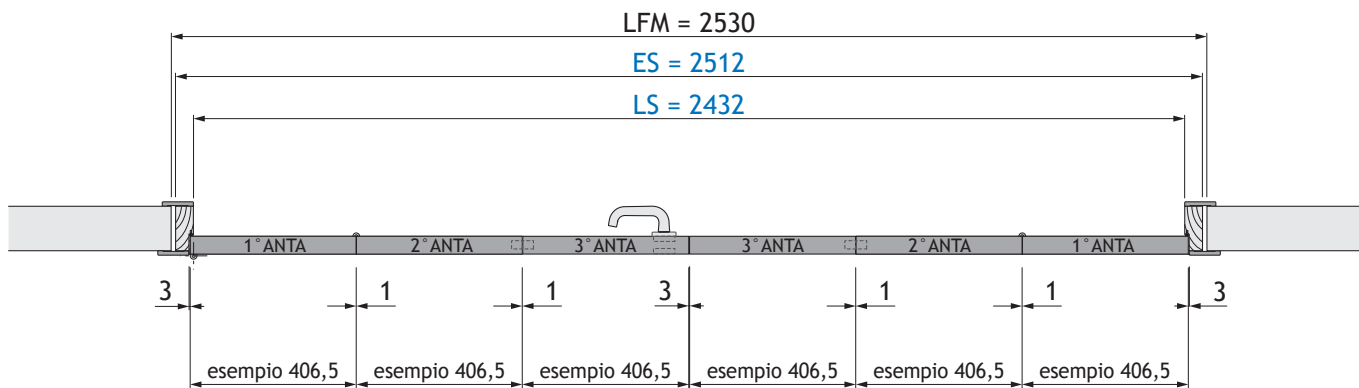 LFM = 2530
ES = 2512
LS = 2432
1°ANTA 2°ANTA 3°ANTA 3°ANTA 2°ANTA 1°ANTA
3 1 1 3 1 1 3
esempio 406,5 esempio 406,5 esempio 406,5 esempio 406,5 esempio 406,5 esempio 406,5